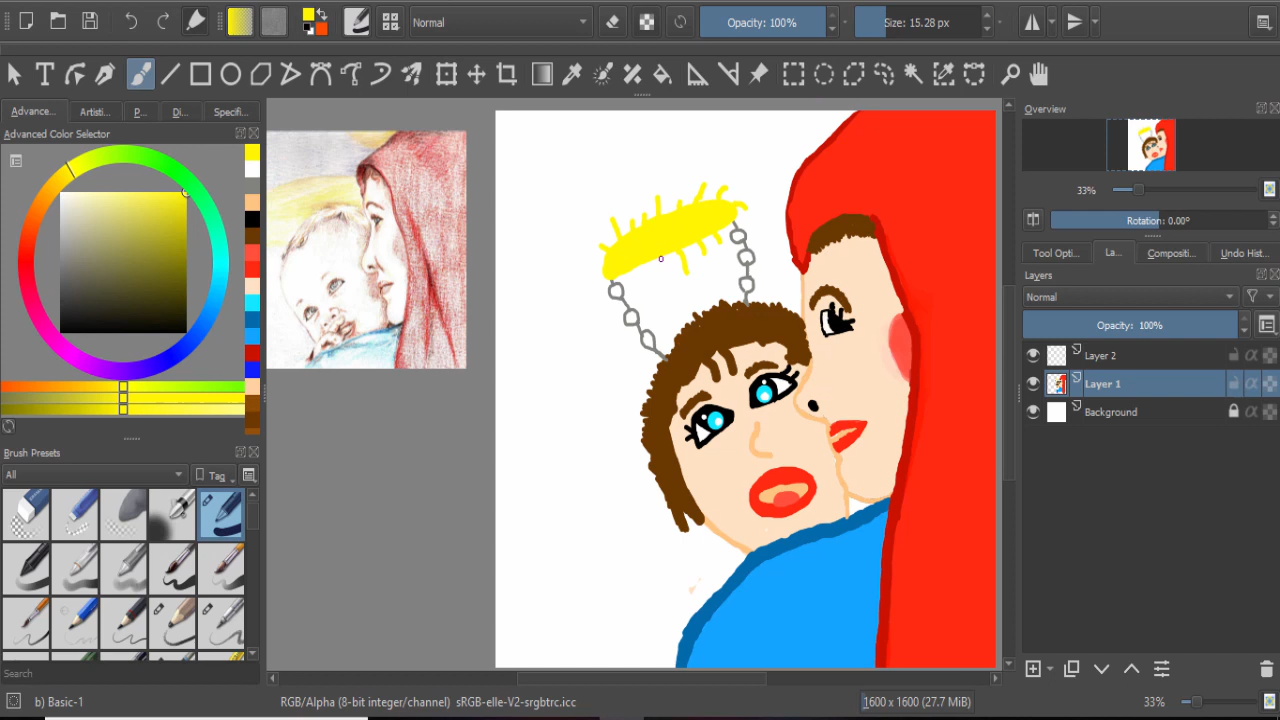 Normal
Opacity: 100%
Size: 15.28 px
Advance...
Artisti...
P...
Di...
Specifi...
Overview
Advanced Color Selector
33%
Rotation: 0.00°
Tool Opti...
La...
Compositi...
Undo Hist...
Layers
Normal
Opacity: 100%
Layer 2
Layer 1
Background
Brush Presets
All
Tag
Search
b) Basic-1
RGB/Alpha (8-bit integer/channel) sRGB-elle-V2-srgbtrc.icc
1600 x 1600 (27.7 MiB)
33%